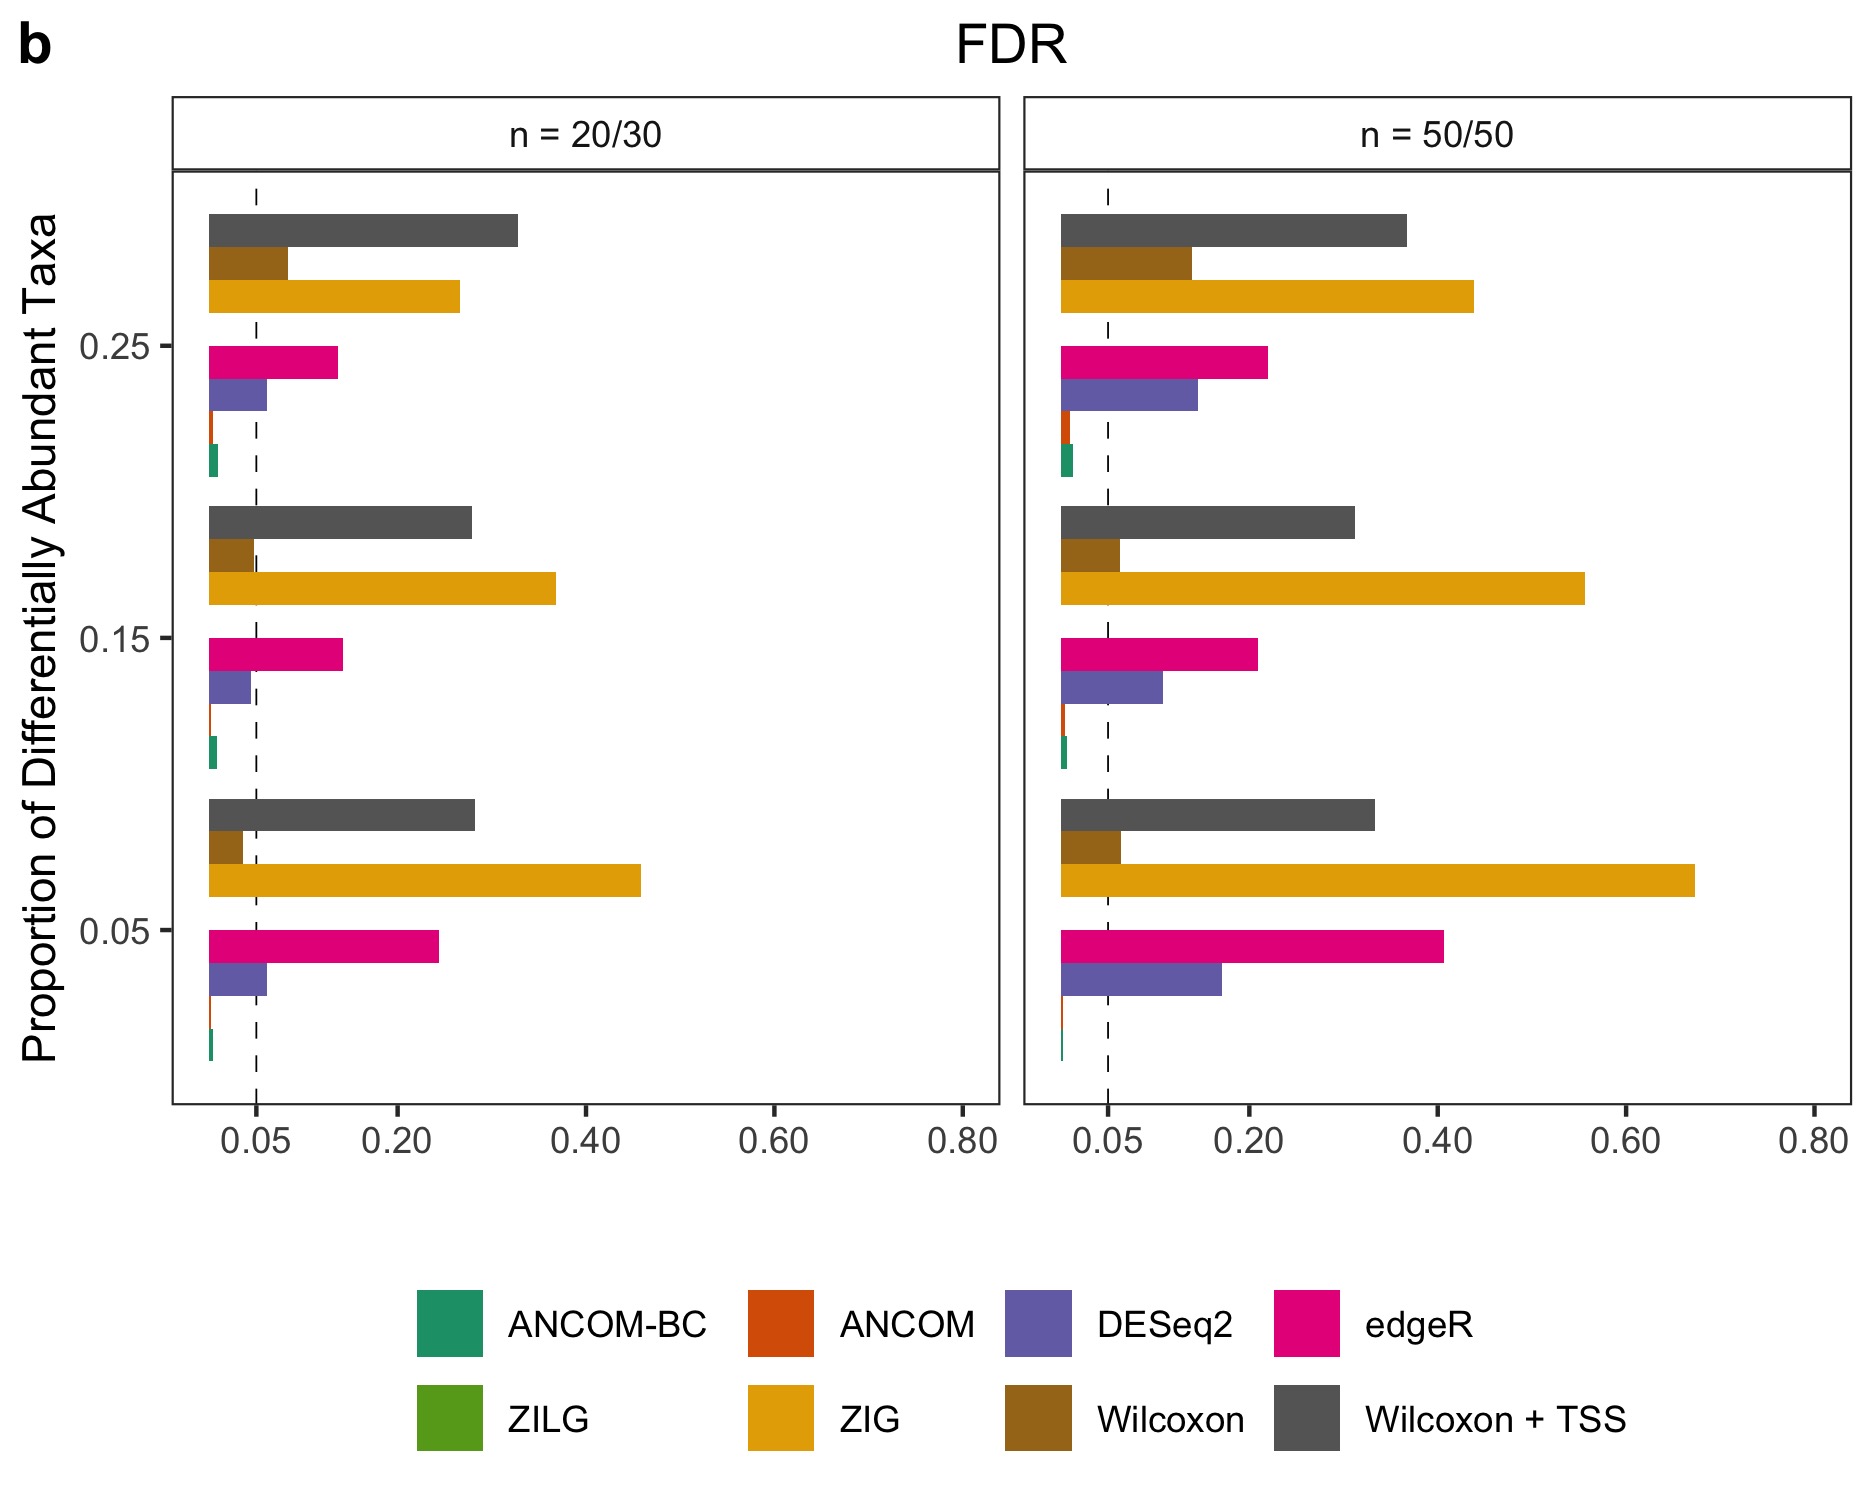 b
FDR
n = 20/30
n = 50/50
Proportion of Differentially Abundant Taxa
0.25
0.15
0.05
0.05 0.20 0.40 0.60 0.80
0.05 0.20 0.40 0.60 0.80
ANCOM-BC ANCOM DESeq2 edgeR
ZILG ZIG Wilcoxon Wilcoxon + TSS